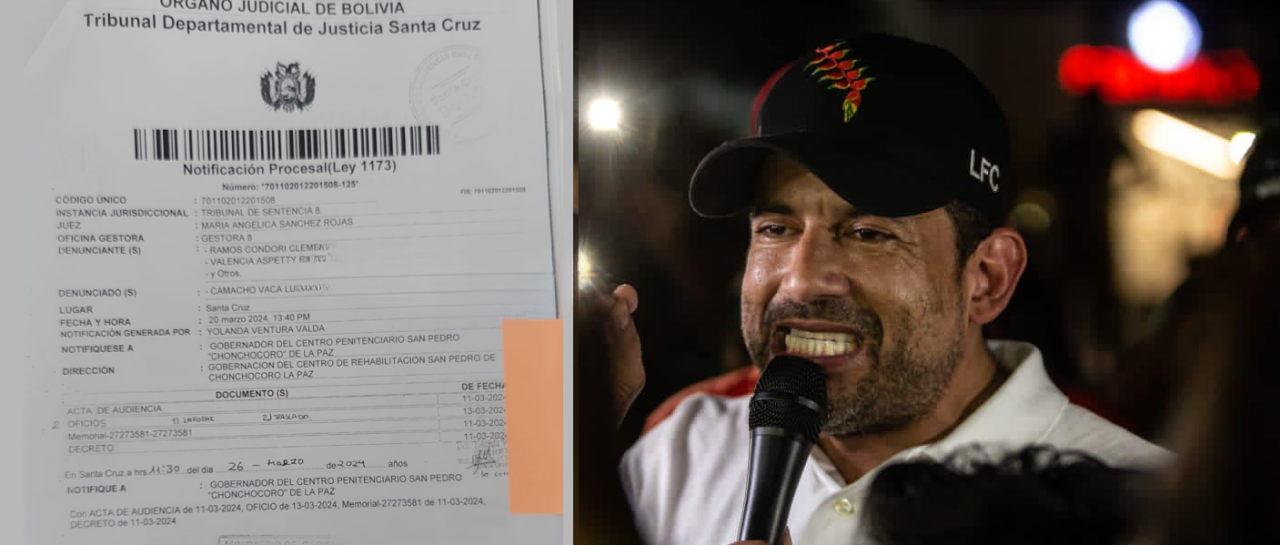 ORGANO JUDICIAL DE BOLIVIA
Tribunal Departamental de Justicia Santa Cruz
Notificación Procesal(Ley 1173)
Número: "701102012201508-125"
CÓDIGO ÚNICO : 701102012201508
INSTANCIA JURISDICCIONAL : TRIBUNAL DE SENTENCIA 8
JUEZ : MARIA ANGELICA SANCHEZ ROJAS
OFICINA GESTORA : GESTORA 8
DENUNCIANTE (S) : - RAMOS CONDORI
- VALENCIA ASPETTY
- y Otros.
DENUNCIADO (S) : - CAMACHO VACA
LUGAR : Santa Cruz
FECHA Y HORA : 20 marzo 2024, 13:40 PM
NOTIFICACIÓN GENERADA POR : YOLANDA VENTURA VALDA
NOTIFIQUESE A : GOBERNADOR DEL CENTRO PENITENCIARIO SAN PEDRO
"CHONCHOCORO" DE LA PAZ
DIRECCIÓN : GOBERNACION DEL CENTRO DE REHABILITACION SAN PEDRO DE
CHONCHOCORO LA PAZ
DOCUMENTO (S) DE FECHA
ACTA DE AUDIENCIA 11-03-2024
OFICIOS 13-03-202
Memorial-27273581-27273581 11-03-202
DECRETO 11-03-202
En Santa Cruz a hrs 11:30 del día 26 - marzo de 2024 años
NOTIFIQUE A : GOBERNADOR DEL CENTRO PENITENCIARIO SAN PEDRO
"CHONCHOCORO" DE LA PAZ
Con: ACTA DE AUDIENCIA de 11-03-2024, OFICIO de 13-03-2024, Memorial-27273581 de 11-03-2024,
DECRETO de 11-03-2024
LFC